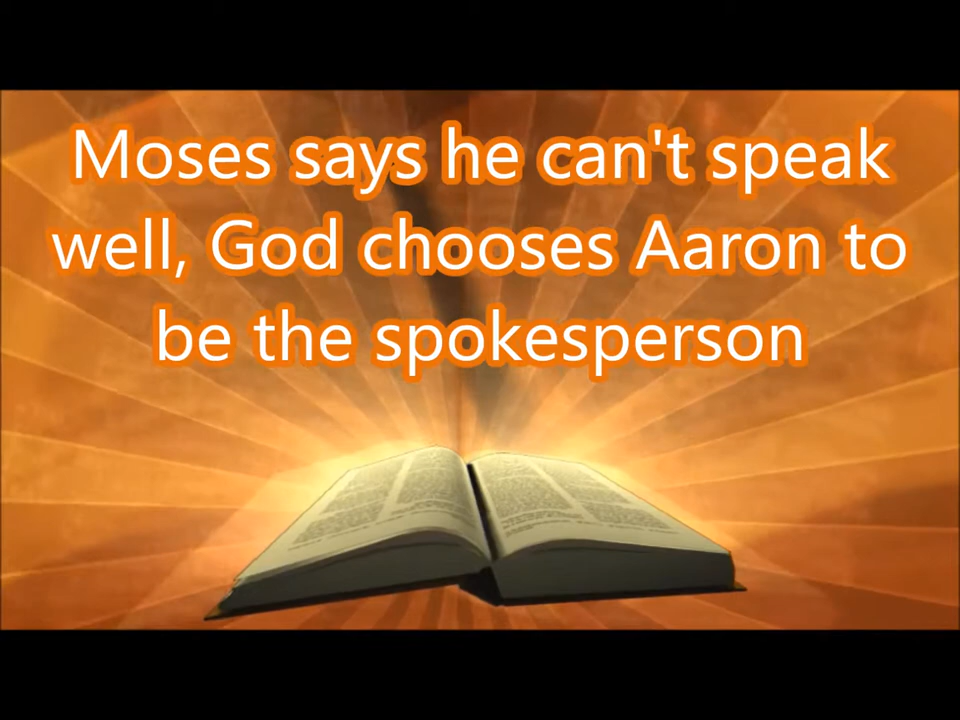 Moses says he can't speak
well, God chooses Aaron to
be the spokesperson